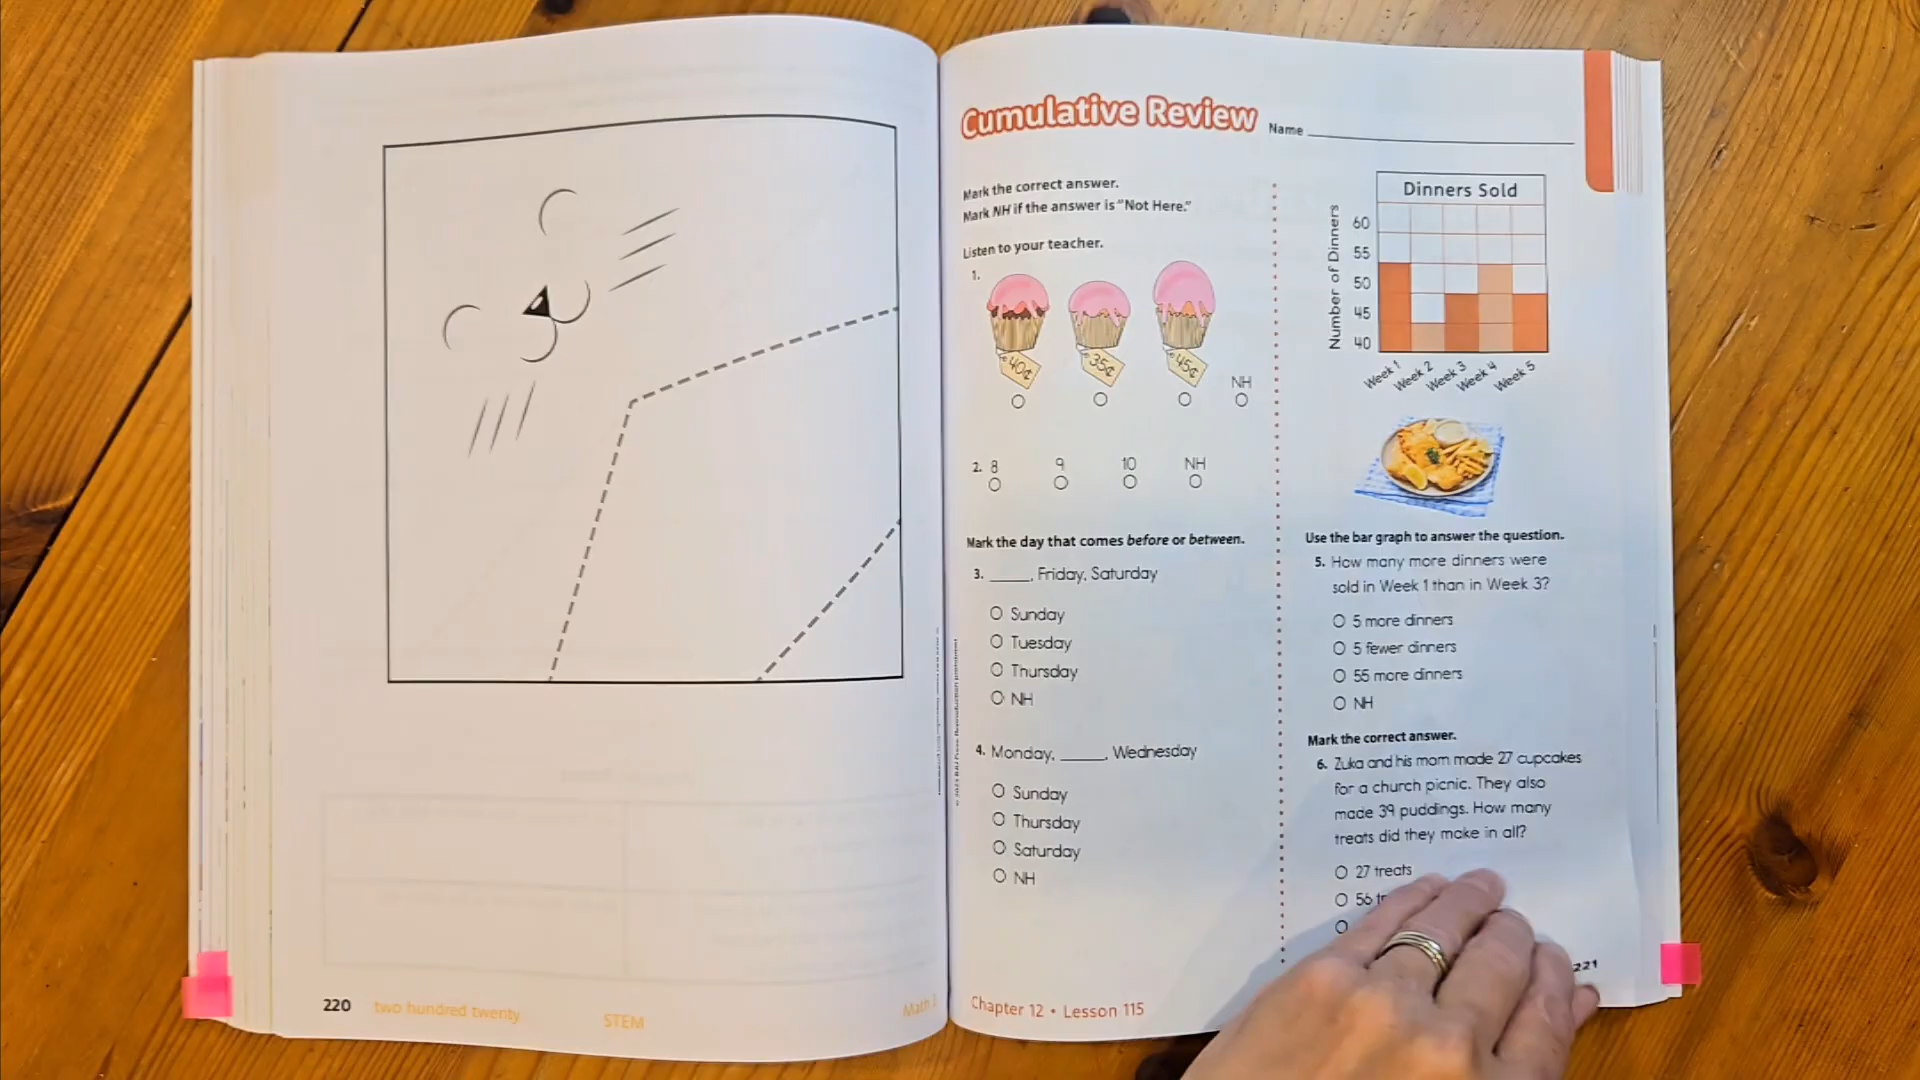 220
two hundred twenty
STEM
Math
Cumulative Review
Name
Mark the correct answer.
Mark NH if the answer is "Not Here."
Listen to your teacher.
1.
40¢
35¢
45¢
NH
2. 8 9 10 NH
Mark the day that comes before or between.
3. _____, Friday, Saturday
Sunday
Tuesday
Thursday
NH
4. Monday, _____, Wednesday
Sunday
Thursday
Saturday
NH
Dinners Sold
Number of Dinners
60
55
50
45
40
Week 1
Week 2
Week 3
Week 4
Week 5
Use the bar graph to answer the question.
5. How many more dinners were
sold in Week 1 than in Week 3?
5 more dinners
5 fewer dinners
55 more dinners
NH
Mark the correct answer.
6. Zuka and his mom made 27 cupcakes
for a church picnic. They also
made 39 puddings. How many
treats did they make in all?
27 treats
56
Chapter 12 • Lesson 115
221